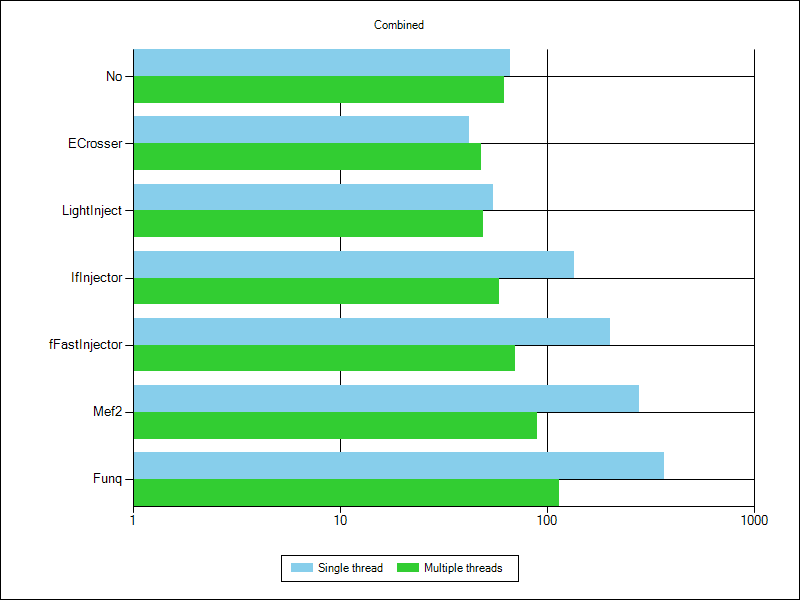 Combined
No
ECrosser
LightInject
IfInjector
fFastInjector
Mef2
Funq
1 10 100 1000
Single thread Multiple threads